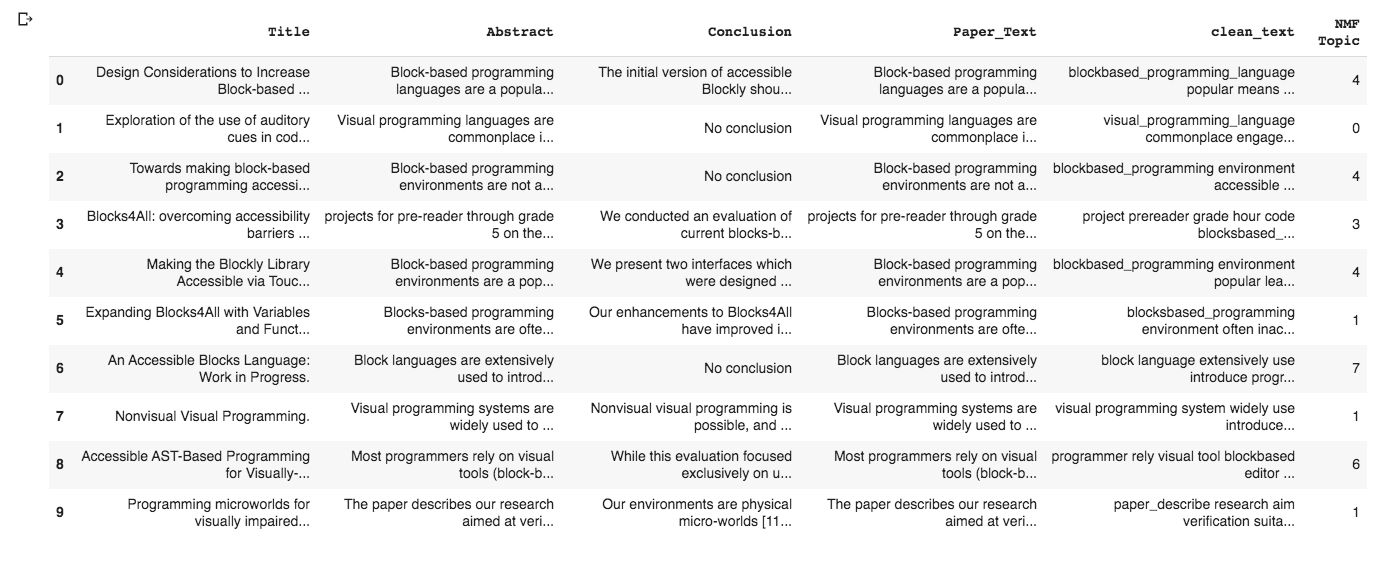 Title Abstract Conclusion Paper_Text clean_text NMF Topic
0 Design Considerations to Increase Block-based ... Block-based programming languages are a popula... The initial version of accessible Blockly shou... Block-based programming languages are a popula... blockbased_programming_language popular means ... 4
1 Exploration of the use of auditory cues in cod... Visual programming languages are commonplace i... No conclusion Visual programming languages are commonplace i... visual_programming_language commonplace engage... 0
2 Towards making block-based programming accessi... Block-based programming environments are not a... No conclusion Block-based programming environments are not a... blockbased_programming environment accessible ... 4
3 Blocks4All: overcoming accessibility barriers ... projects for pre-reader through grade 5 on the... We conducted an evaluation of current blocks-b... projects for pre-reader through grade 5 on the... project prereader grade hour code blocksbased_... 3
4 Making the Blockly Library Accessible via Touc... Block-based programming environments are a pop... We present two interfaces which were designed ... Block-based programming environments are a pop... blockbased_programming environment popular lea... 4
5 Expanding Blocks4All with Variables and Funct... Blocks-based programming environments are ofte... Our enhancements to Blocks4All have improved i... Blocks-based programming environments are ofte... blocksbased_programming environment often inac... 1
6 An Accessible Blocks Language: Work in Progress. Block languages are extensively used to introd... No conclusion Block languages are extensively used to introd... block language extensively use introduce progr... 7
7 Nonvisual Visual Programming. Visual programming systems are widely used to ... Nonvisual visual programming is possible, and ... Visual programming systems are widely used to ... visual programming system widely use introduce... 1
8 Accessible AST-Based Programming for Visually-... Most programmers rely on visual tools (block-b... While this evaluation focused exclusively on u... Most programmers rely on visual tools (block-b... programmer rely visual tool blockbased editor ... 6
9 Programming microworlds for visually impaired... The paper describes our research aimed at veri... Our environments are physical micro-worlds [11... The paper describes our research aimed at veri... paper_describe research aim verification suita... 1